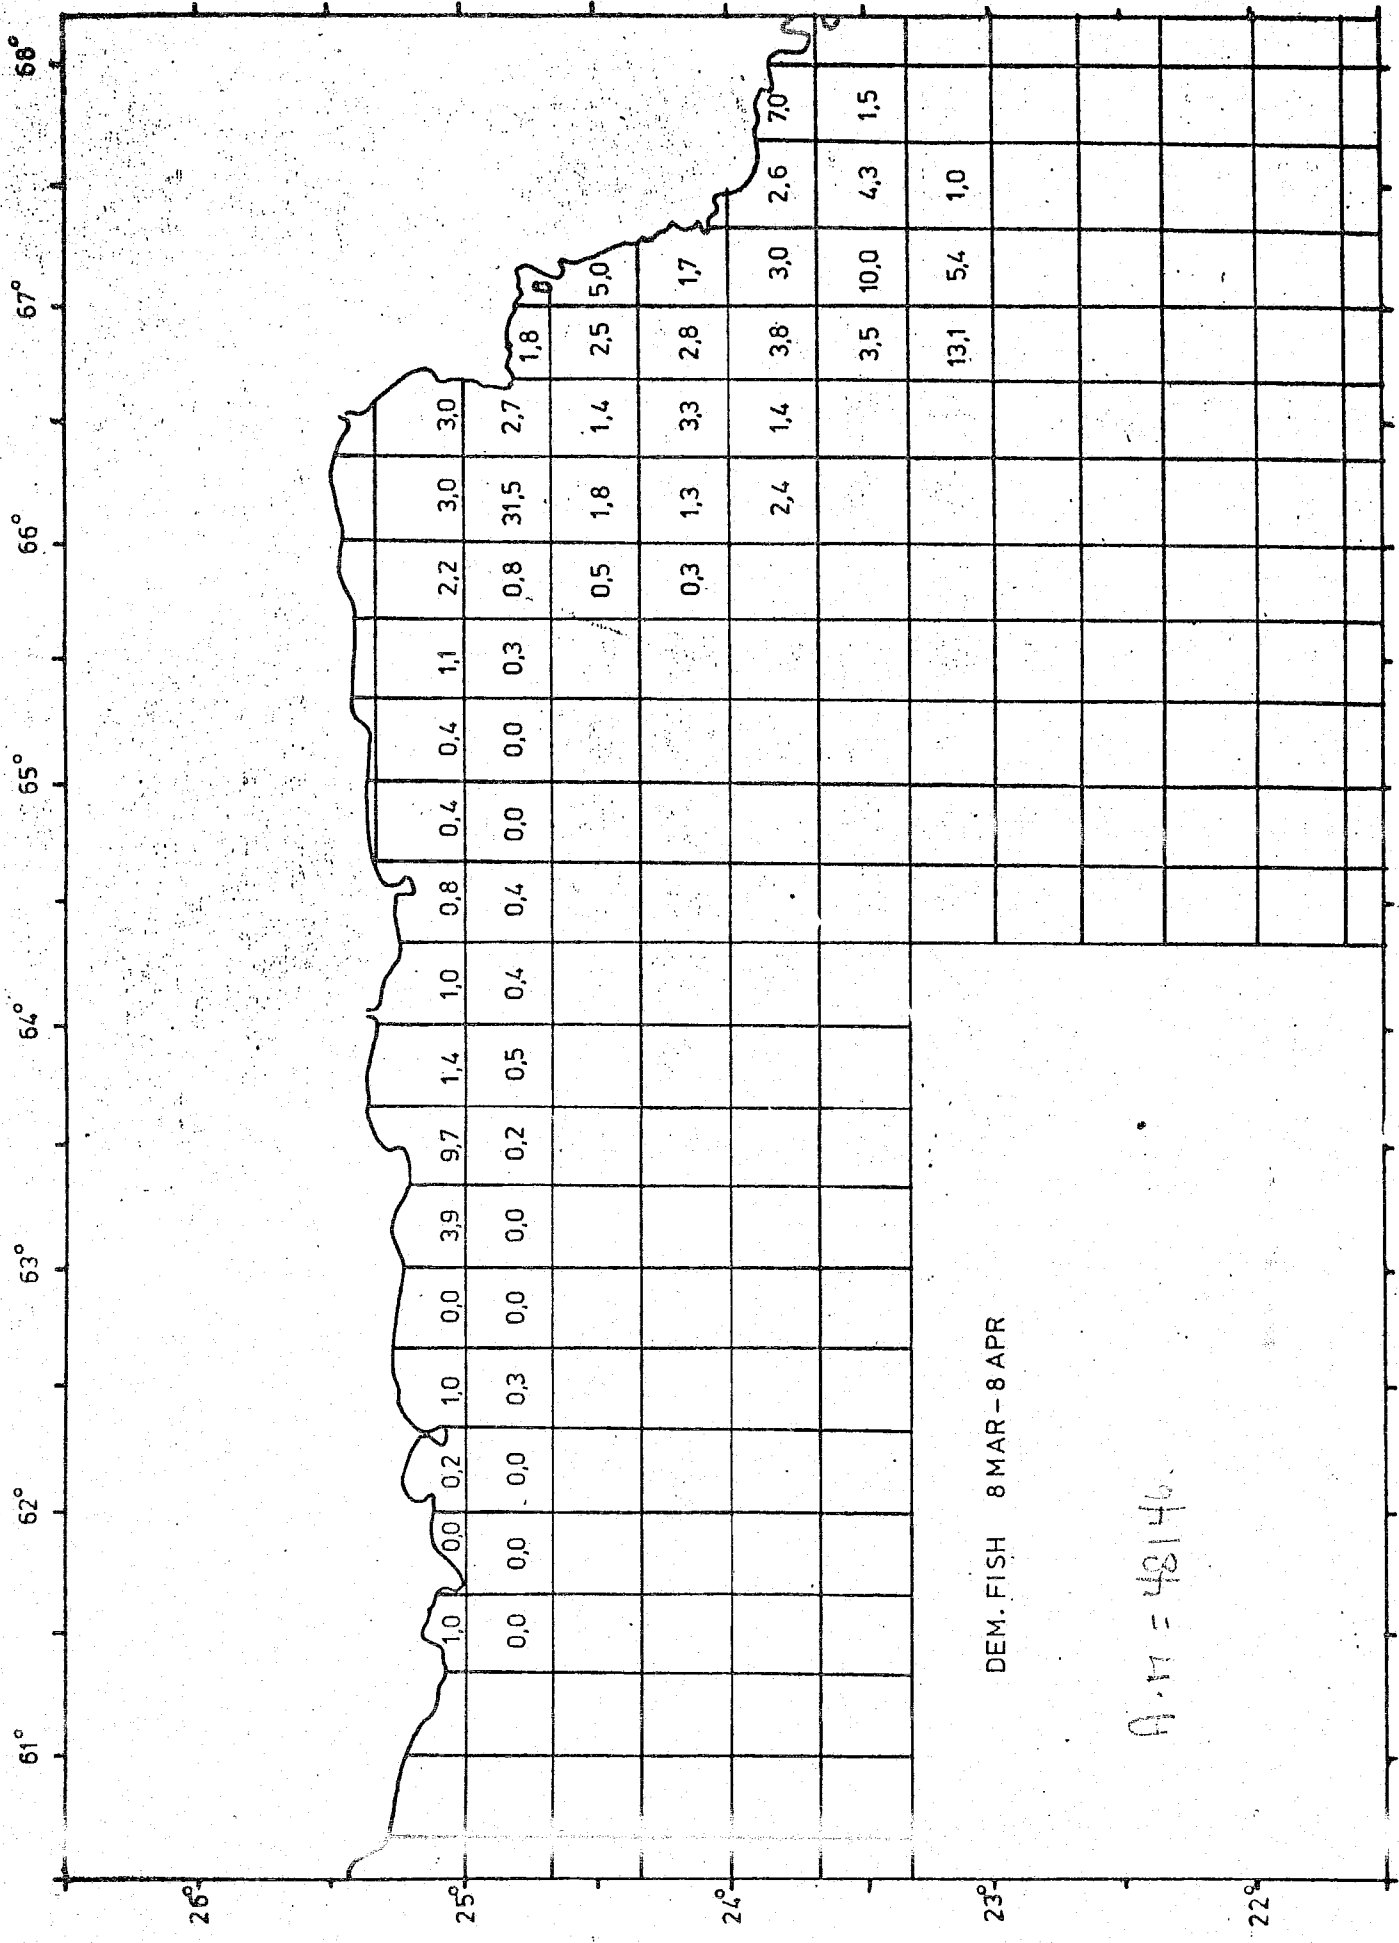 61° 62° 63° 64° 65° 66° 67° 68°
26°
25° 1,0 0,0 0,2 1,0 0,0 3,9 9,7 1,4 1,0 0,8 0,4 0,4 1,1 2,2 3,0 3,0
0,0 0,0 0,0 0,3 0,0 0,0 0,2 0,5 0,4 0,4 0,0 0,0 0,3 0,8 31,5 2,7 1,8
0,5 1,8 1,4 2,5 5,0
0,3 1,3 3,3 2,8 1,7
24°
2,4 1,4 3,8 3,0 2,6 7,0
3,5 10,0 4,3 1,5
13,1 5,4 1,0
23°
DEM. FISH 8 MAR – 8 APR
= 48146
22°